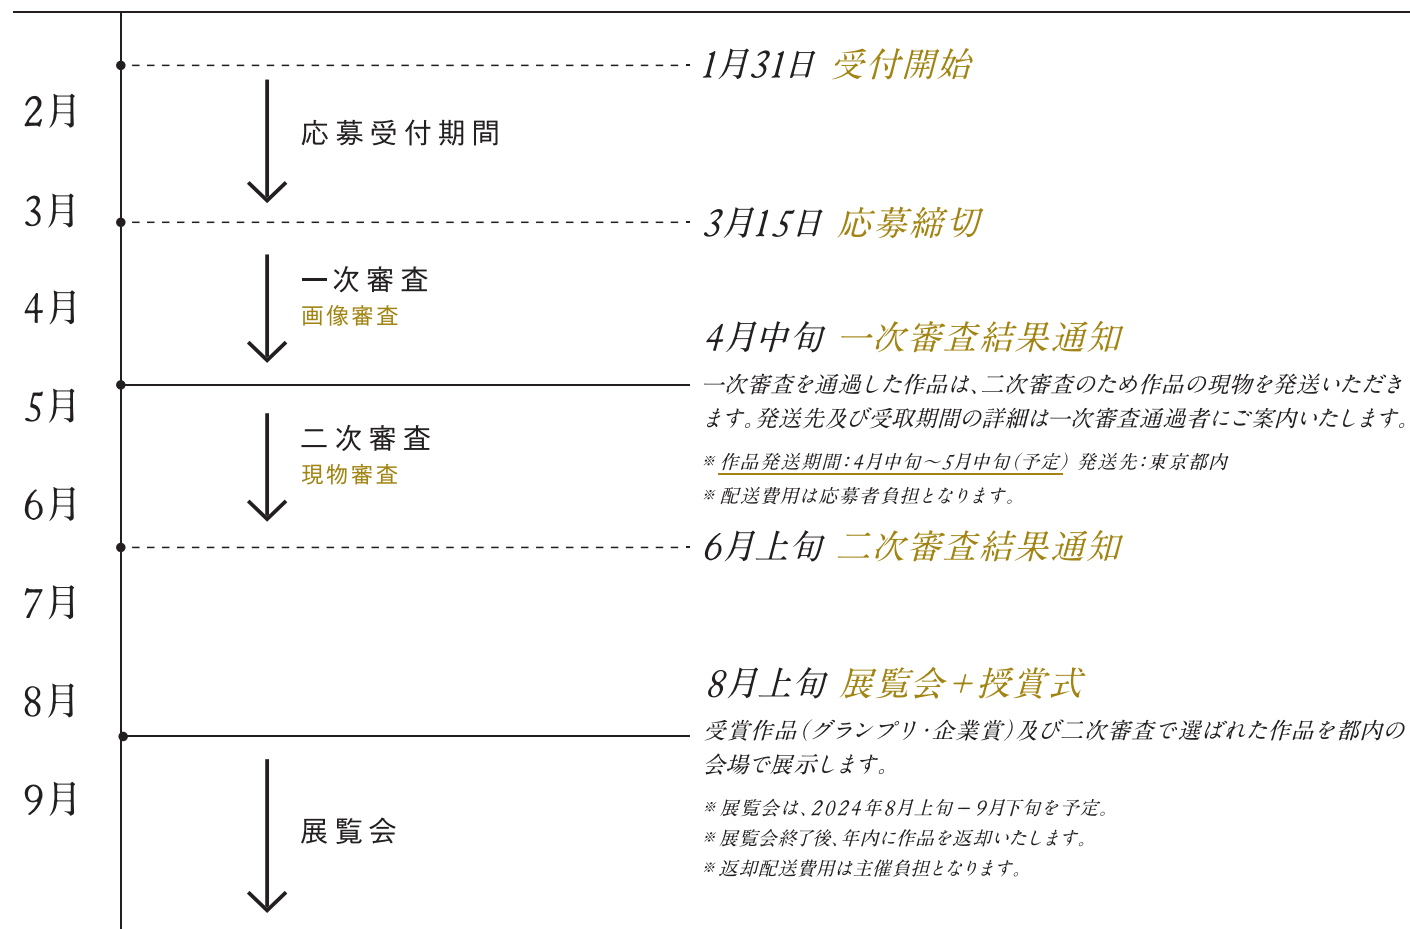 1月31日 受付開始
2月
応募受付期間
3月
3月15日 応募締切
一次審査
画像審査
4月
4月中旬 一次審査結果通知
一次審査を通過した作品は、二次審査のため作品の現物を発送いただき
ます。発送先及び受取期間の詳細は一次審査通過者にご案内いたします。
5月
二次審査
現物審査
※ 作品発送期間：4月中旬〜5月中旬（予定） 発送先：東京都内
※ 配送費用は応募者負担となります。
6月
6月上旬 二次審査結果通知
7月
8月
8月上旬 展覧会＋授賞式
受賞作品（グランプリ・企業賞）及び二次審査で選ばれた作品を都内の
会場で展示します。
9月
展覧会
※ 展覧会は、2024年8月上旬 − 9月下旬を予定。
※ 展覧会終了後、年内に作品を返却いたします。
※ 返却配送費用は主催負担となります。